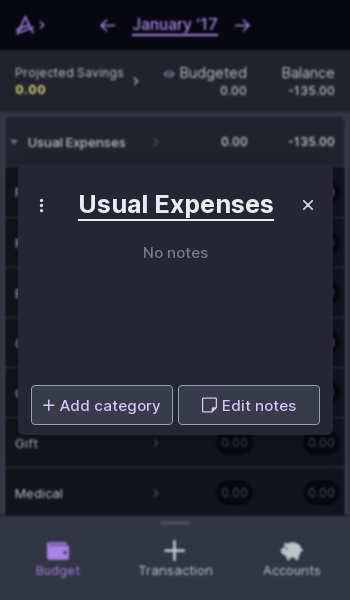 January '17
Projected Savings
0.00
Budgeted
0.00
Balance
-135.00
Usual Expenses
0.00
-135.00
Usual Expenses
No notes
Add category
Edit notes
Gift
0.00
0.00
Medical
0.00
0.00
Budget
Transaction
Accounts